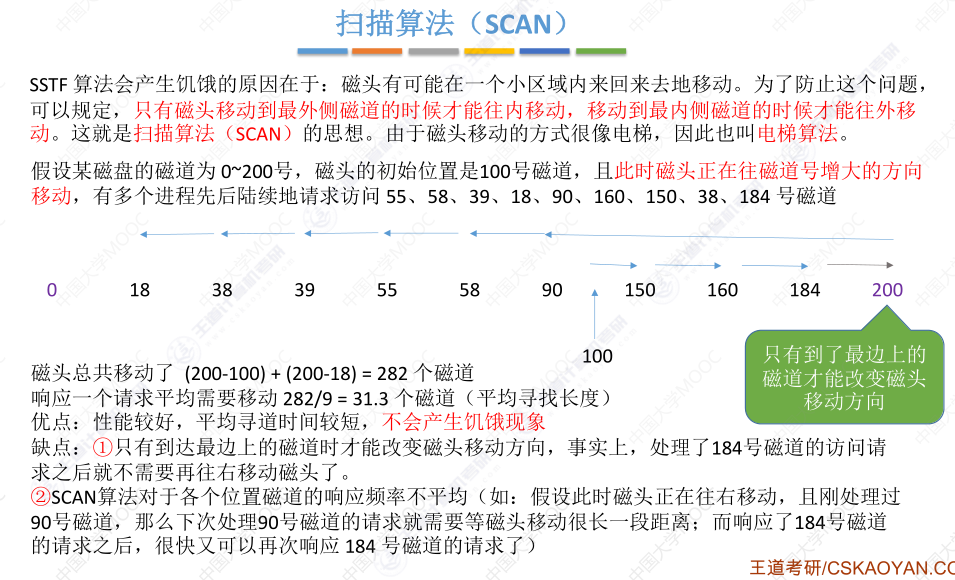 扫描算法（SCAN）
SSTF 算法会产生饥饿的原因在于：磁头有可能在一个小区域内来回来去地移动。为了防止这个问题，
可以规定，只有磁头移动到最外侧磁道的时候才能往内移动，移动到最内侧磁道的时候才能往外移
动。这就是扫描算法（SCAN）的思想。由于磁头移动的方式很像电梯，因此也叫电梯算法。
假设某磁盘的磁道为 0~200号，磁头的初始位置是100号磁道，且此时磁头正在往磁道号增大的方向
移动，有多个进程先后陆续地请求访问 55、58、39、18、90、160、150、38、184 号磁道
0 18 38 39 55 58 90 150 160 184 200
100
只有到了最边上的
磁道才能改变磁头
移动方向
磁头总共移动了 (200-100) + (200-18) = 282 个磁道
响应一个请求平均需要移动 282/9 = 31.3 个磁道（平均寻找长度）
优点：性能较好，平均寻道时间较短，不会产生饥饿现象
缺点：①只有到达最边上的磁道时才能改变磁头移动方向，事实上，处理了184号磁道的访问请
求之后就不需要再往右移动磁头了。
②SCAN算法对于各个位置磁道的响应频率不平均（如：假设此时磁头正在往右移动，且刚处理过
90号磁道，那么下次处理90号磁道的请求就需要等磁头移动很长一段距离；而响应了184号磁道
的请求之后，很快又可以再次响应 184 号磁道的请求了）
王道考研/CSKAOYAN.CO
中国大学MOOC
王道考研